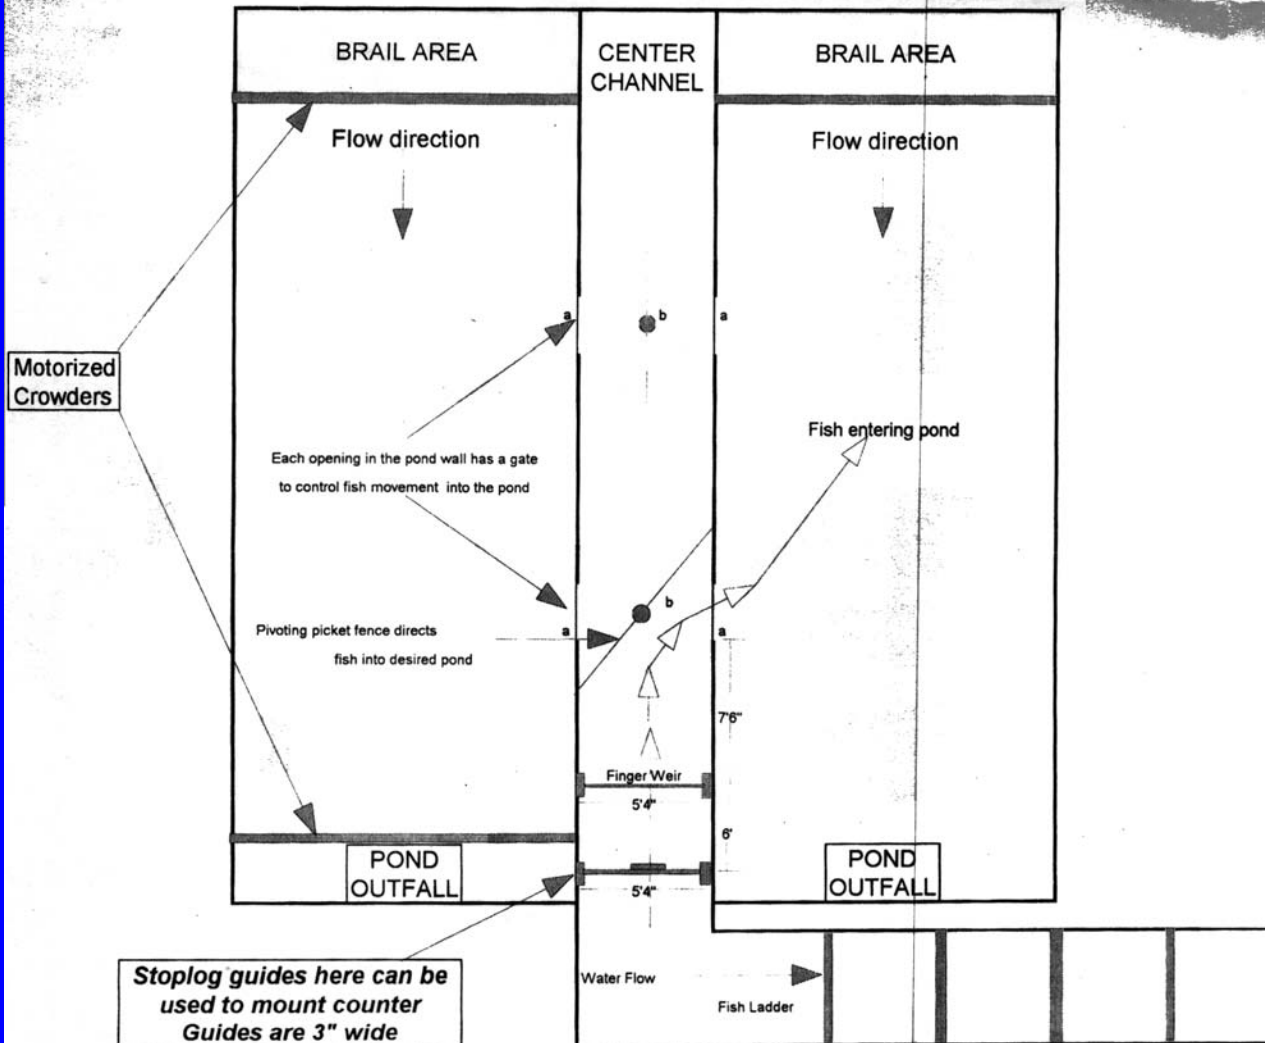 BRAIL AREA
CENTER
CHANNEL
BRAIL AREA
Flow direction
Flow direction
a
b
a
Motorized
Crowders
Fish entering pond
Each opening in the pond wall has a gate
to control fish movement into the pond
b
Pivoting picket fence directs
fish into desired pond
a
a
7'6"
Finger Weir
5'4"
6'
POND
OUTFALL
5'4"
POND
OUTFALL
Stoplog guides here can be
used to mount counter
Guides are 3" wide
Water Flow
Fish Ladder